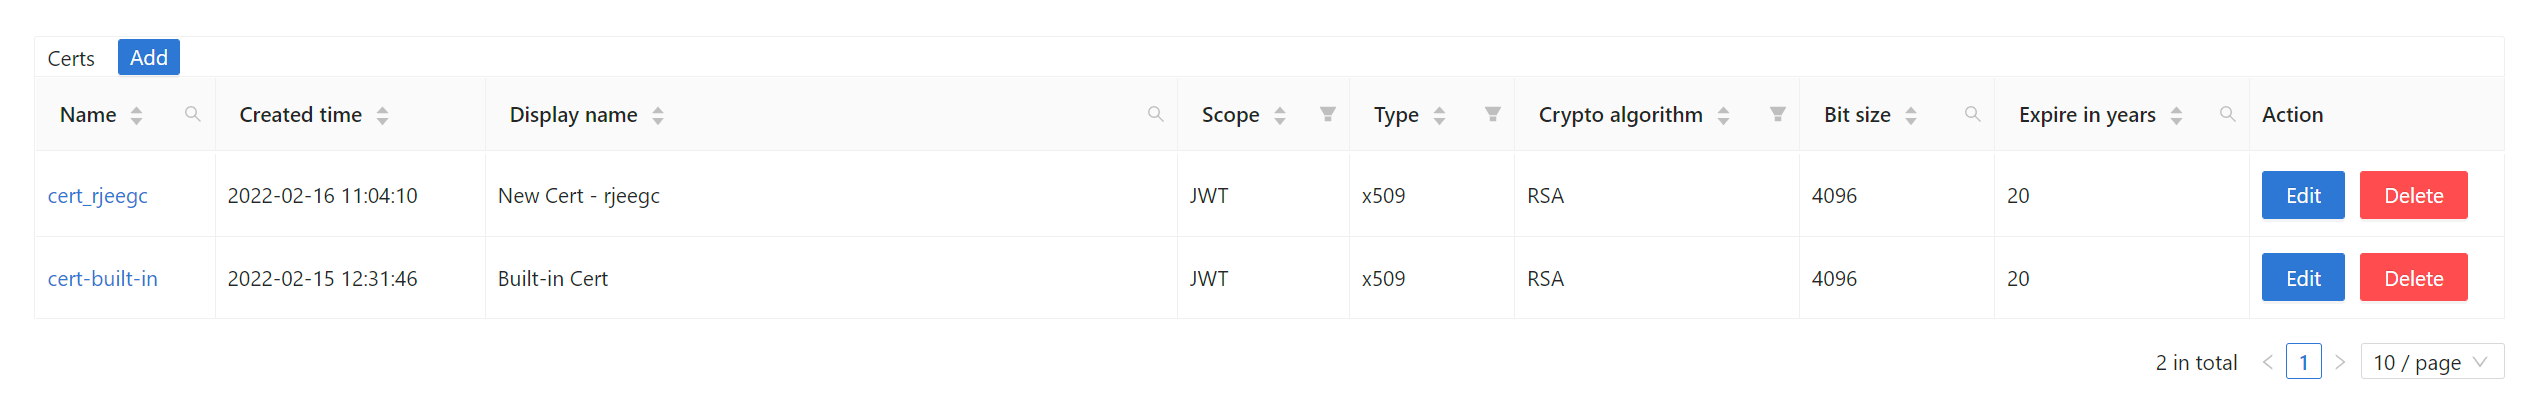 Certs Add
Name Created time Display name Scope Type Crypto algorithm Bit size Expire in years Action
cert_rjeegc 2022-02-16 11:04:10 New Cert - rjeegc JWT x509 RSA 4096 20 Edit Delete
cert-built-in 2022-02-15 12:31:46 Built-in Cert JWT x509 RSA 4096 20 Edit Delete
2 in total < 1 > 10 / page